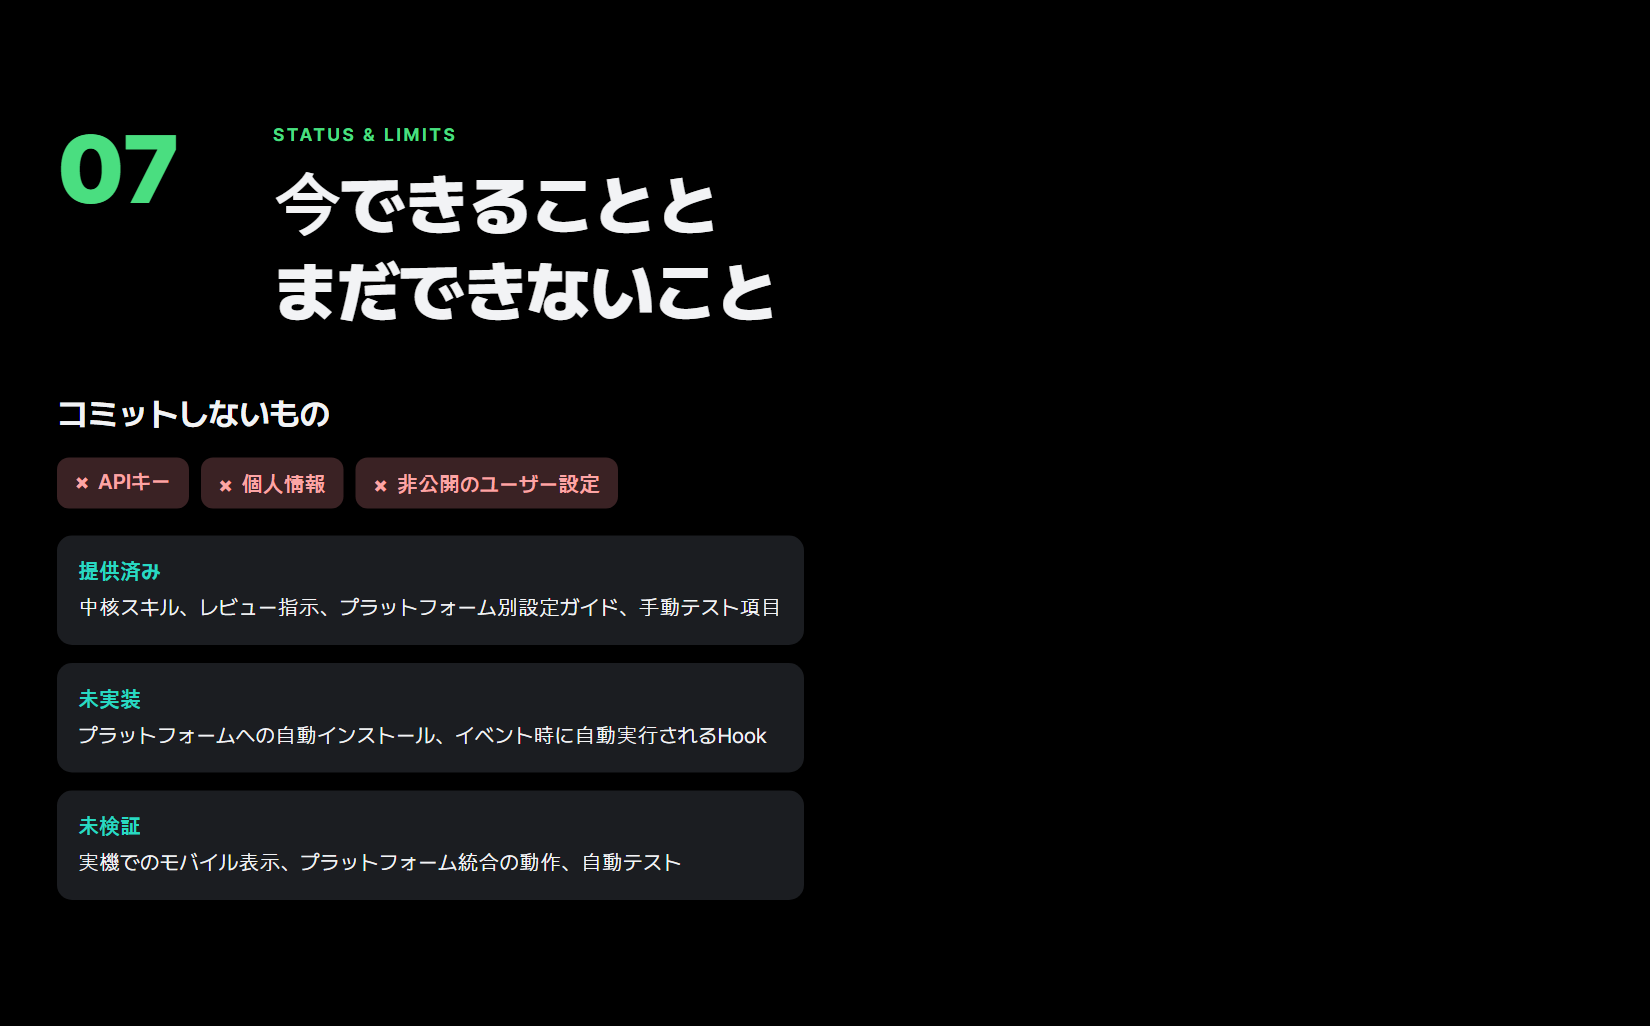 07
STATUS & LIMITS
今できることと
まだできないこと
コミットしないもの
× APIキー
× 個人情報
× 非公開のユーザー設定
提供済み
中核スキル、レビュー指示、プラットフォーム別設定ガイド、手動テスト項目
未実装
プラットフォームへの自動インストール、イベント時に自動実行されるHook
未検証
実機でのモバイル表示、プラットフォーム統合の動作、自動テスト